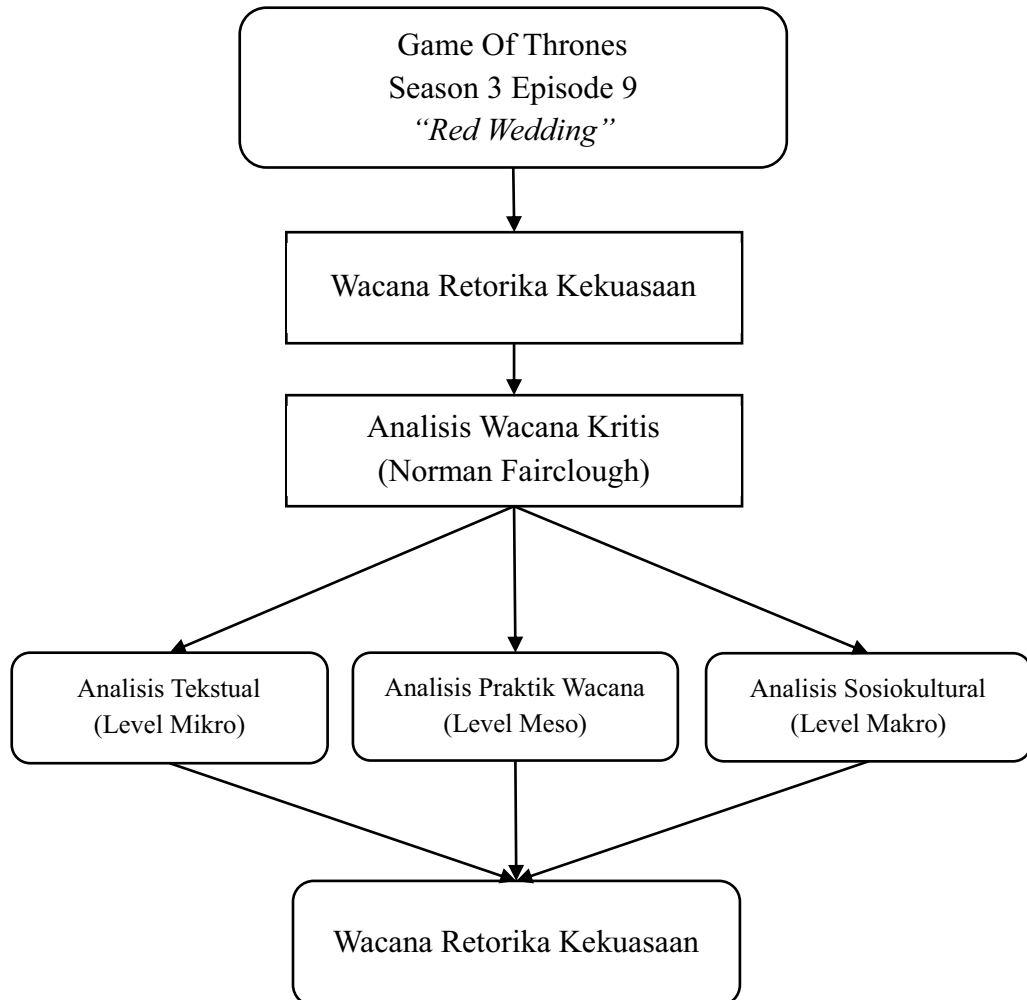 Game Of Thrones
Season 3 Episode 9
“Red Wedding”
Wacana Retorika Kekuasaan
Analisis Wacana Kritis
(Norman Fairclough)
Analisis Tekstual
(Level Mikro)
Analisis Praktik Wacana
(Level Meso)
Analisis Sosiokultural
(Level Makro)
Wacana Retorika Kekuasaan